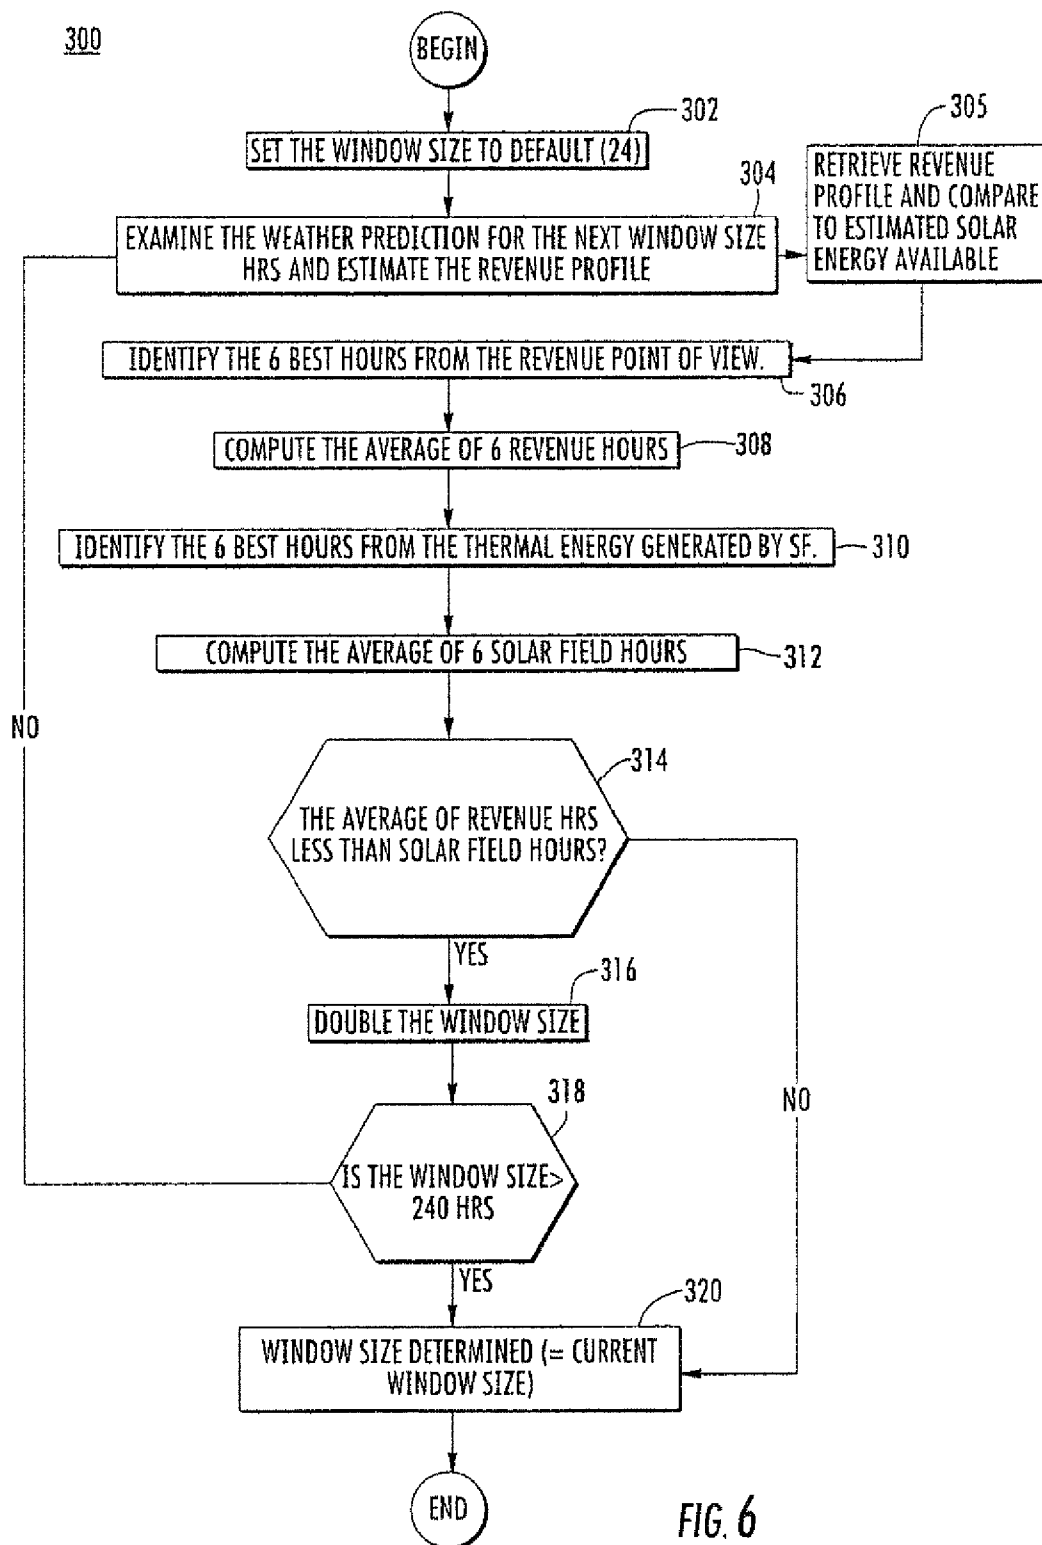 300
BEGIN
302
SET THE WINDOW SIZE TO DEFAULT (24)
304
EXAMINE THE WEATHER PREDICTION FOR THE NEXT WINDOW SIZE
HRS AND ESTIMATE THE REVENUE PROFILE
305
RETRIEVE REVENUE
PROFILE AND COMPARE
TO ESTIMATED SOLAR
ENERGY AVAILABLE
IDENTIFY THE 6 BEST HOURS FROM THE REVENUE POINT OF VIEW.
306
COMPUTE THE AVERAGE OF 6 REVENUE HOURS
308
IDENTIFY THE 6 BEST HOURS FROM THE THERMAL ENERGY GENERATED BY SF.
310
COMPUTE THE AVERAGE OF 6 SOLAR FIELD HOURS
312
NO
314
THE AVERAGE OF REVENUE HRS
LESS THAN SOLAR FIELD HOURS?
YES
316
DOUBLE THE WINDOW SIZE
318
NO
IS THE WINDOW SIZE>
240 HRS
YES
320
WINDOW SIZE DETERMINED (= CURRENT
WINDOW SIZE)
END
FIG. 6